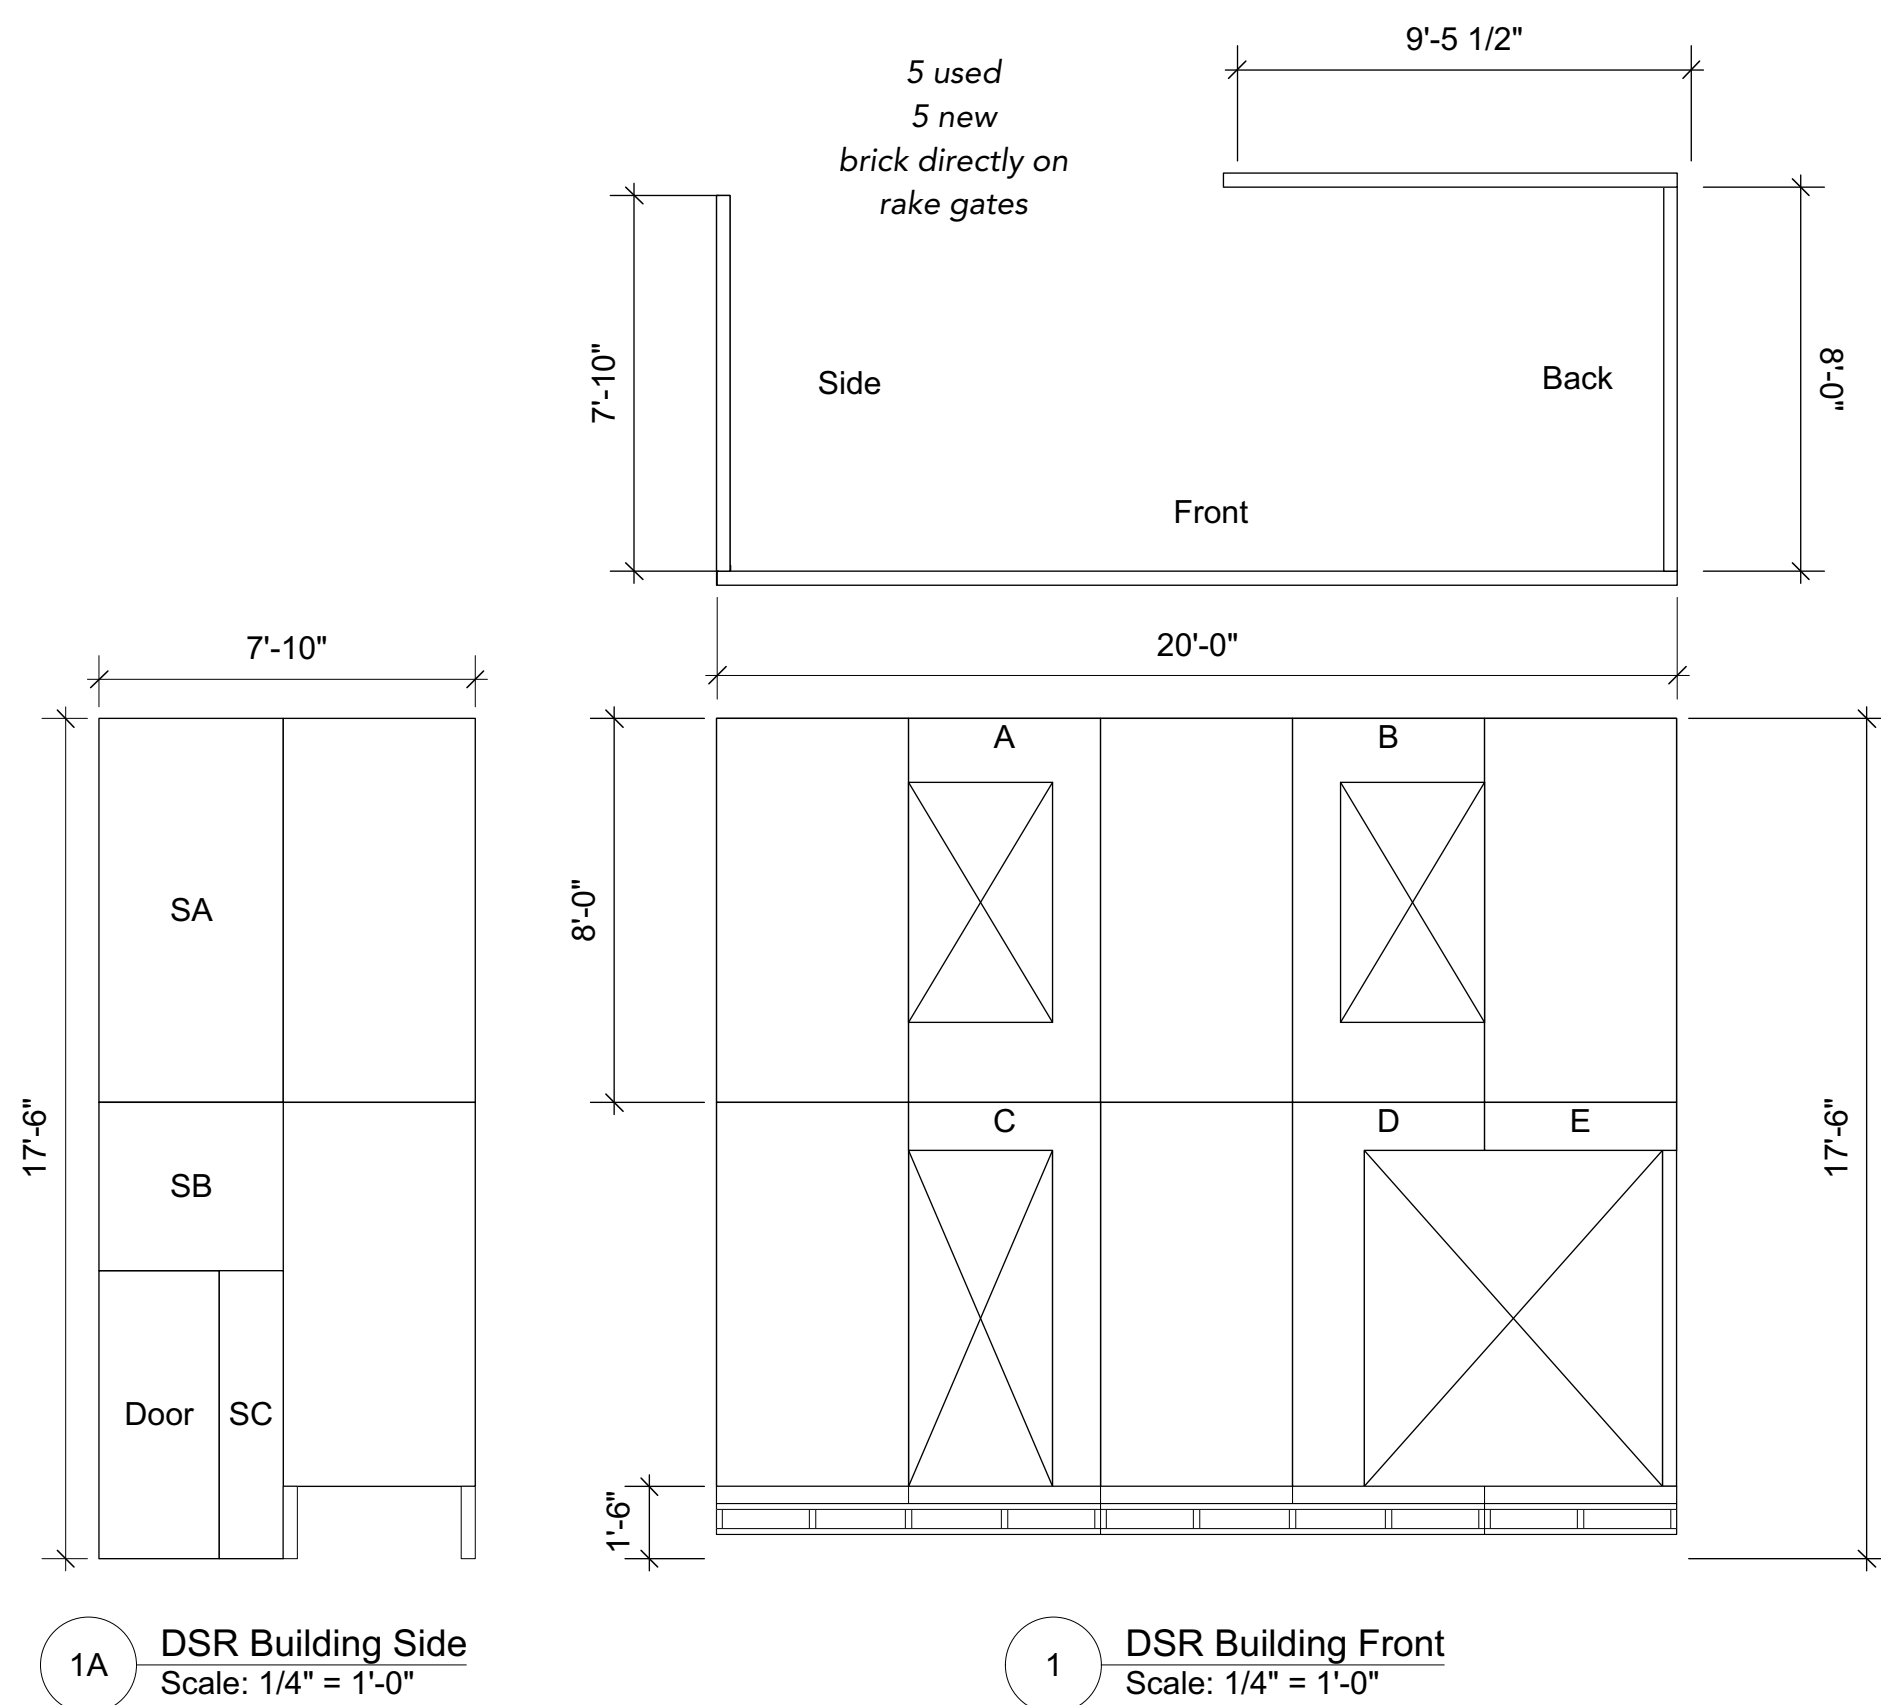 9'-5 1/2"
5 used
5 new
brick directly on
rake gates
7'-10"
Side
Back
8'-0"
Front
7'-10"
20'-0"
A
B
SA
8'-0"
17'-6"
C
D
E
17'-6"
SB
Door
SC
1'-6"
1A
DSR Building Side
Scale: 1/4" = 1'-0"
1
DSR Building Front
Scale: 1/4" = 1'-0"